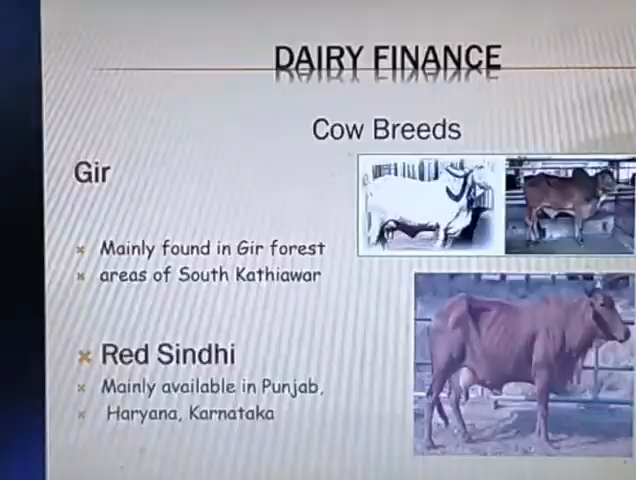 DAIRY FINANCE
Cow Breeds
Gir
Mainly found in Gir forest
areas of South Kathiawar
Red Sindhi
Mainly available in Punjab,
Haryana, Karnataka